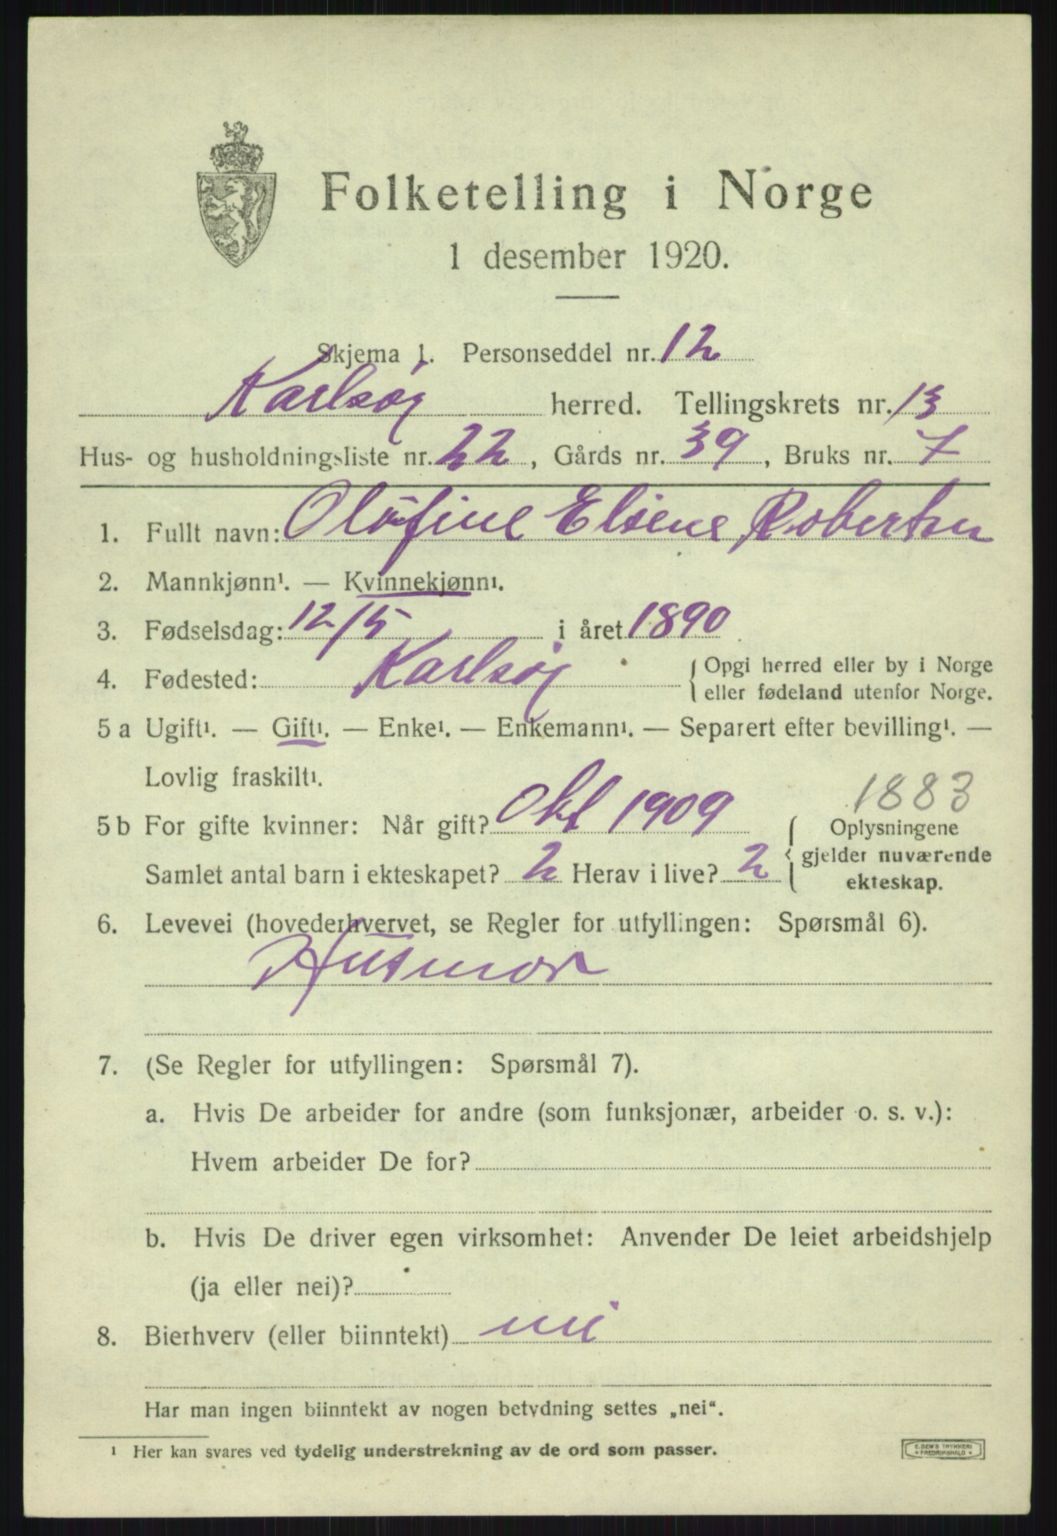 Folketelling i Norge
1 desember 1920.
Skjema 1. Personseddel nr. 12
Karlsøy herred. Tellingskrets nr. 13
Hus- og husholdningsliste nr. 22, Gårds nr. 39, Bruks nr. 7
1. Fullt navn: Olufine Elsene
2. Mannkjønn¹. — Kvinnekjønn¹.
3. Fødselsdag: 12/5 i året 1890
4. Fødested: Karlsøy { Opgi herred eller by i Norge
eller fødeland utenfor Norge.
5 a Ugift¹. — Gift¹. — Enke¹. — Enkemann¹. — Separert efter bevilling¹. —
Lovlig fraskilt¹.
1883
5 b For gifte kvinner: Når gift? Okt 1909 { Oplysningene
gjelder nuværende
Samlet antal barn i ekteskapet? 2 Herav i live? 2
ekteskap.
6. Levevei (hovederhvervet, se Regler for utfyllingen: Spørsmål 6).
Husmor
7. (Se Regler for utfyllingen: Spørsmål 7).
a. Hvis De arbeider for andre (som funksjonær, arbeider o. s. v.):
Hvem arbeider De for?
b. Hvis De driver egen virksomhet: Anvender De leiet arbeidshjelp
(ja eller nei)?
8. Bierhverv (eller biinntekt) nei
Har man ingen biinntekt av nogen betydning settes „nei“.
¹ Her kan svares ved tydelig understrekning av de ord som passer.